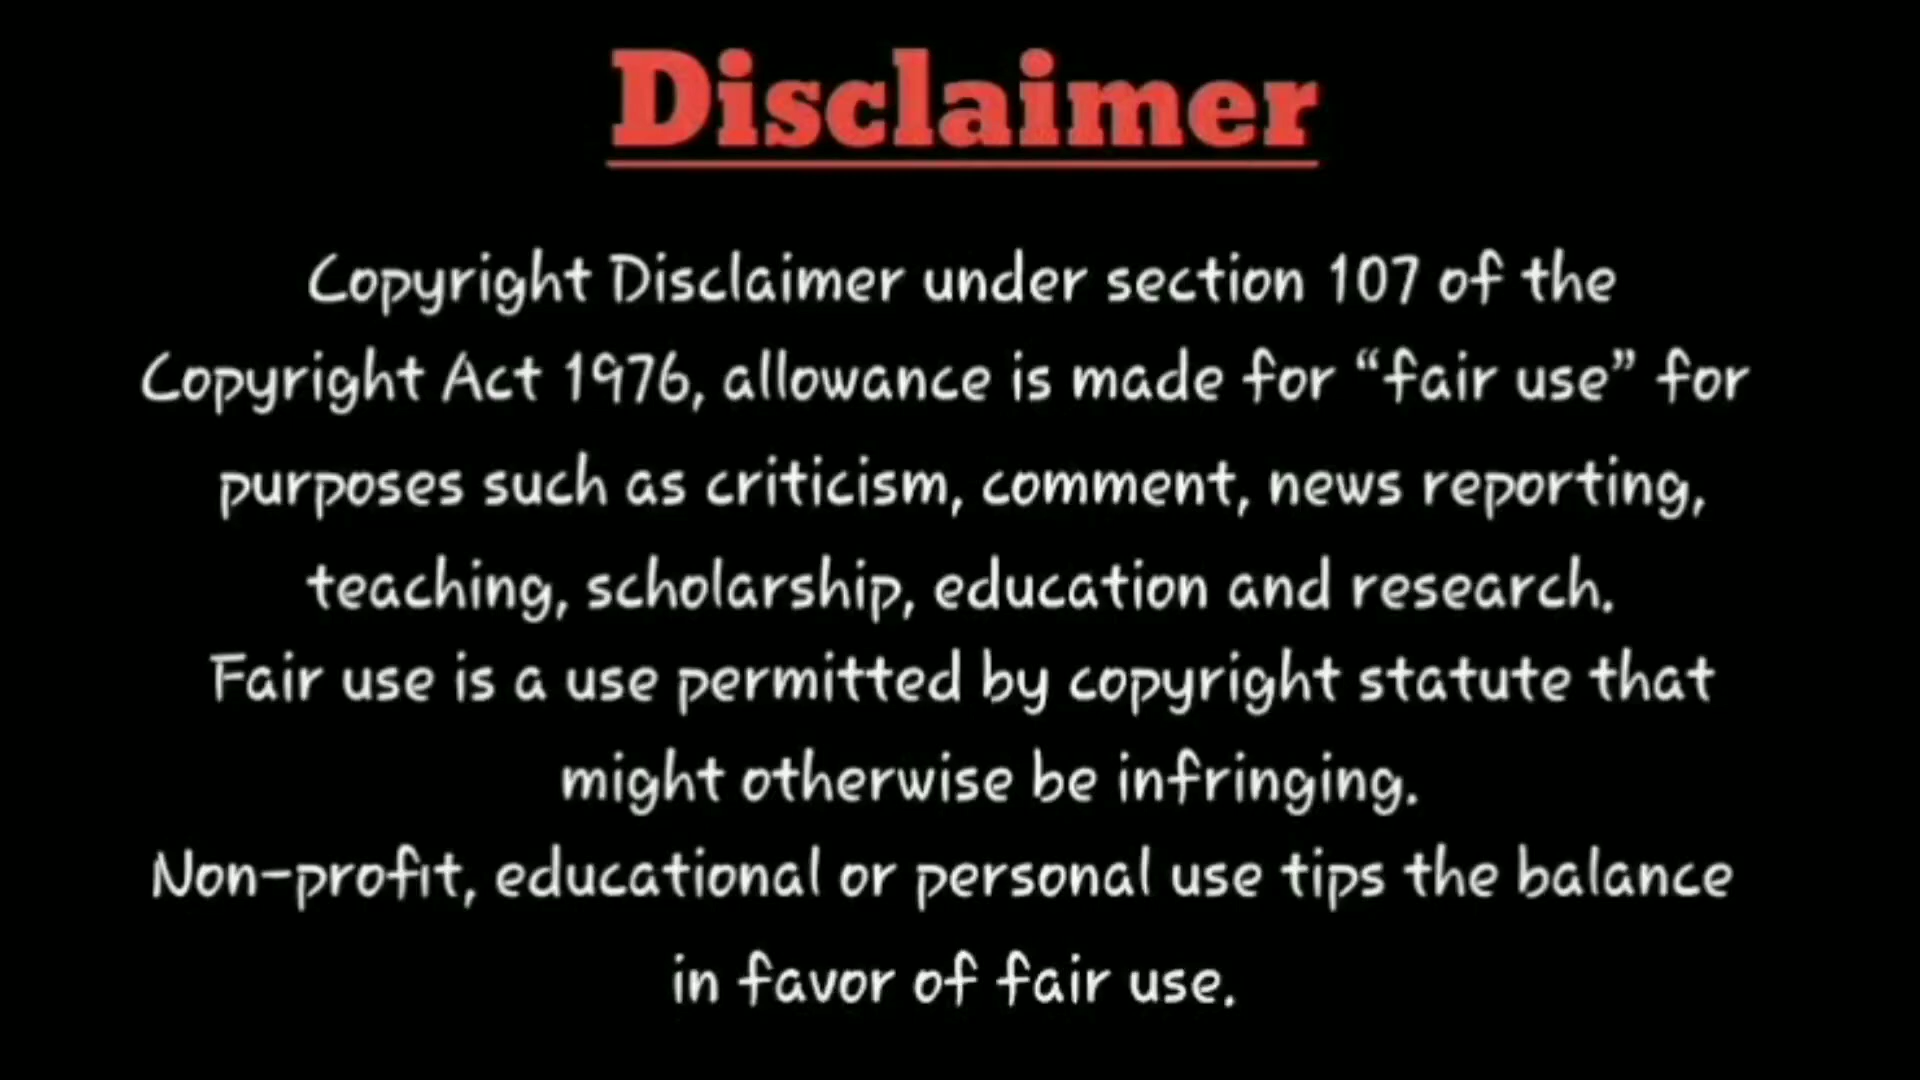 Disclaimer
Copyright Disclaimer under section 107 of the
Copyright Act 1976, allowance is made for “fair use” for
purposes such as criticism, comment, news reporting,
teaching, scholarship, education and research.
Fair use is a use permitted by copyright statute that
might otherwise be infringing.
Non-profit, educational or personal use tips the balance
in favor of fair use.